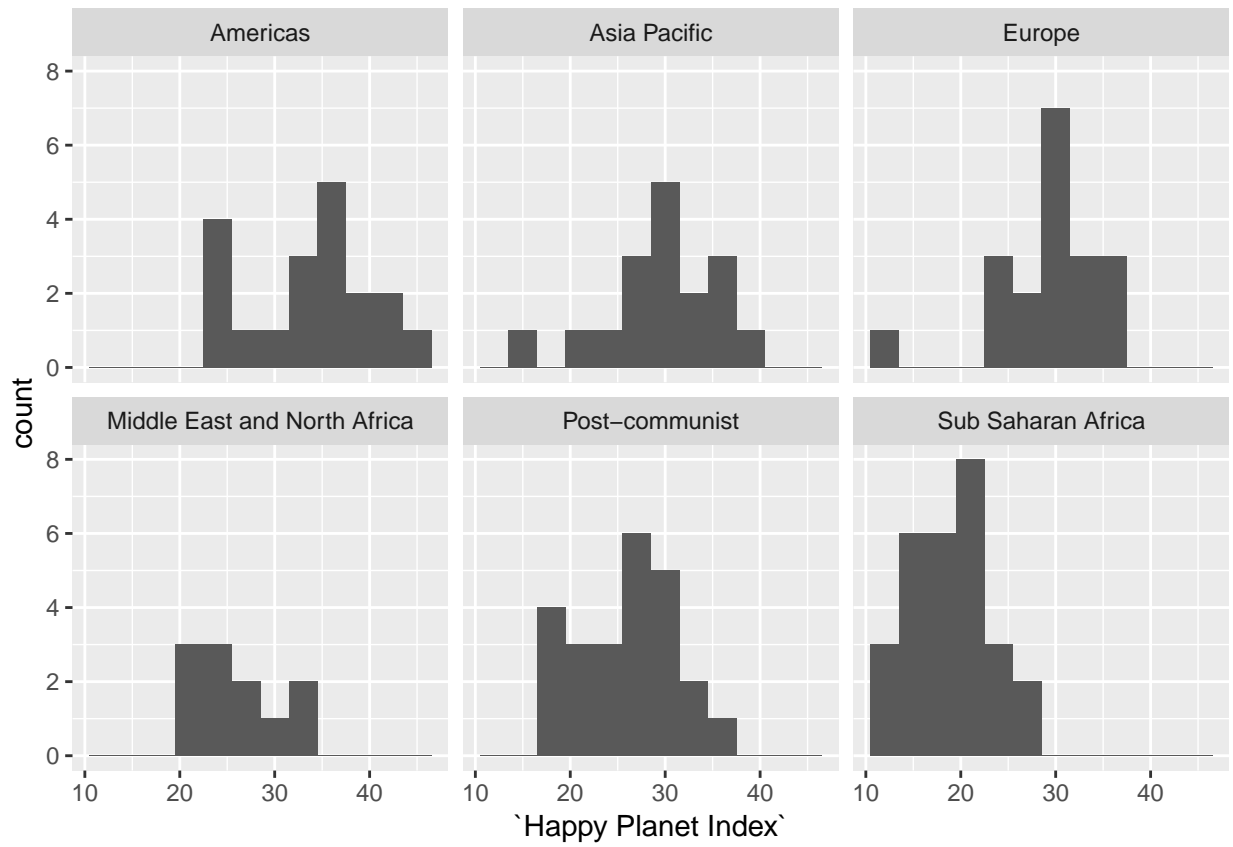 Americas
Asia Pacific
Europe
8
6
4
2
0
Middle East and North Africa
Post−communist
Sub Saharan Africa
8
6
4
2
0
count
10 20 30 40 10 20 30 40 10 20 30 40
`Happy Planet Index`